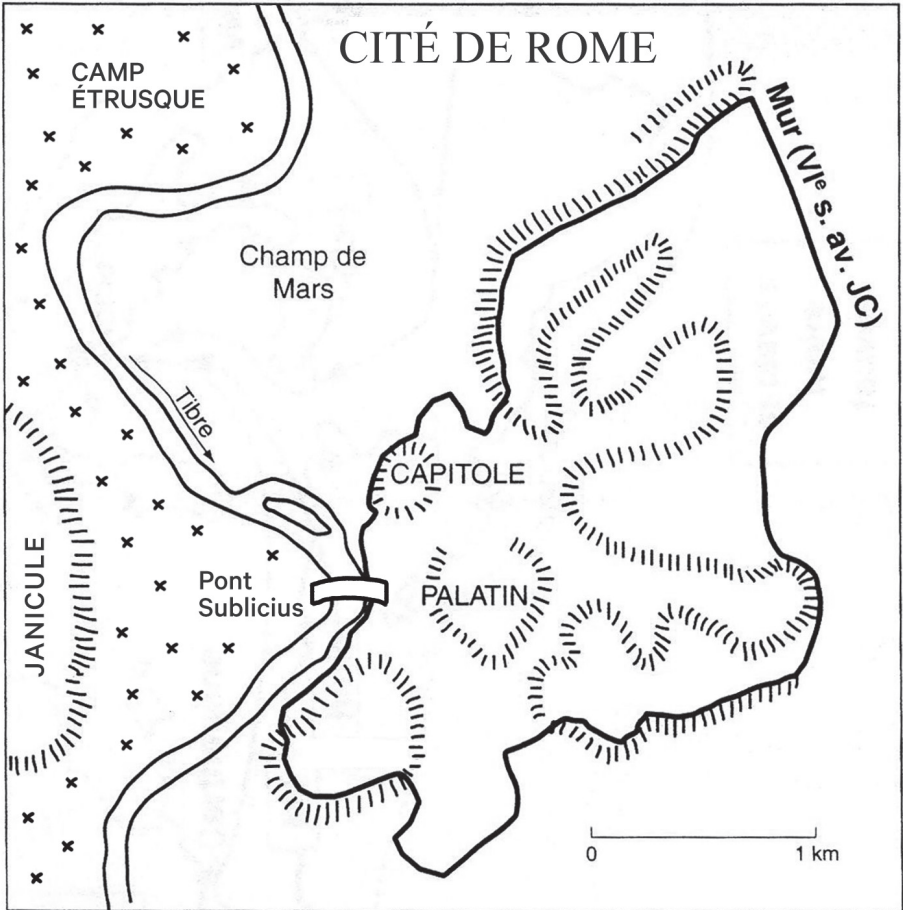 CITÉ DE ROME
CAMP
ÉTRUSQUE
Mur (VIᵉ s. av. JC)
Champ de
Mars
Tibre
CAPITOLE
JANICULE
Pont
Sublicius
PALATIN
0 1 km